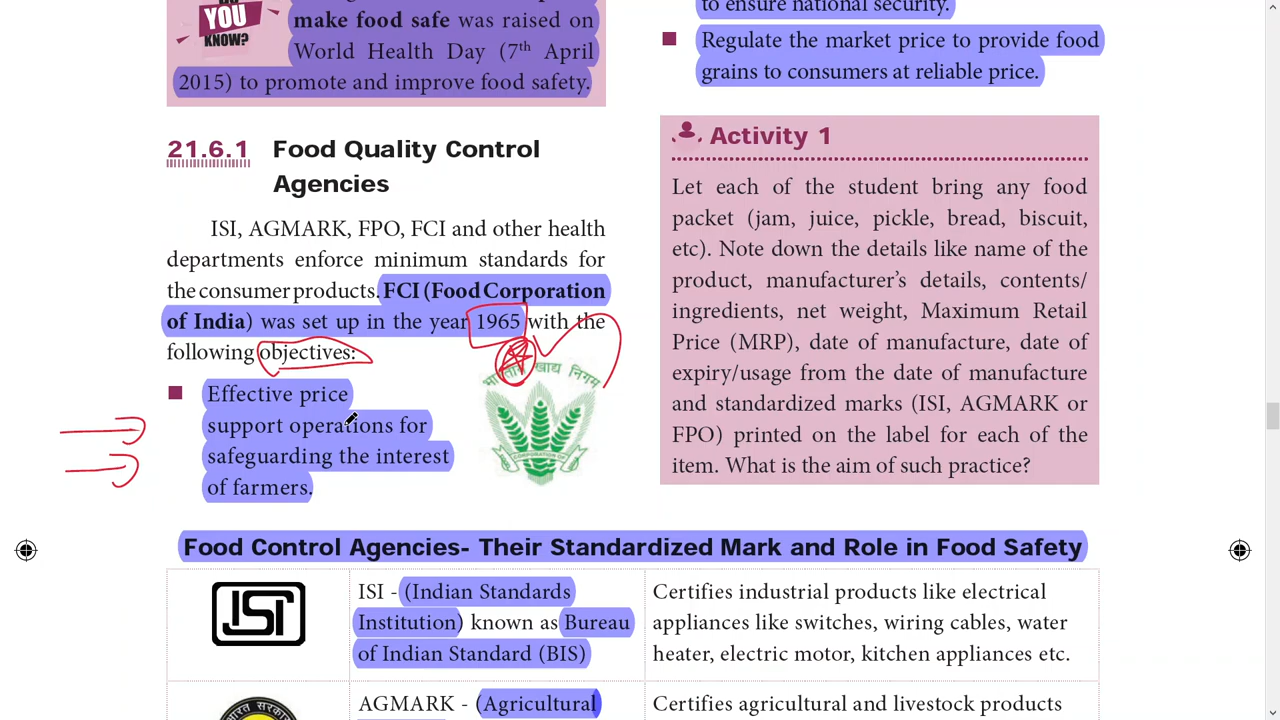 YOU
KNOW?
make food safe was raised on
World Health Day (7th April
2015) to promote and improve food safety.
21.6.1 Food Quality Control
Agencies
ISI, AGMARK, FPO, FCI and other health
departments enforce minimum standards for
the consumer products. FCI (Food Corporation
of India) was set up in the year 1965 with the
following objectives:
भारतीय खाद्य निगम
Effective price
support operations for
safeguarding the interest
of farmers.
to ensure national security.
Regulate the market price to provide food
grains to consumers at reliable price.
Activity 1
Let each of the student bring any food
packet (jam, juice, pickle, bread, biscuit,
etc). Note down the details like name of the
product, manufacturer's details, contents/
ingredients, net weight, Maximum Retail
Price (MRP), date of manufacture, date of
expiry/usage from the date of manufacture
and standardized marks (ISI, AGMARK or
FPO) printed on the label for each of the
item. What is the aim of such practice?
Food Control Agencies- Their Standardized Mark and Role in Food Safety
ISI
ISI - (Indian Standards
Institution) known as Bureau
of Indian Standard (BIS)
Certifies industrial products like electrical
appliances like switches, wiring cables, water
heater, electric motor, kitchen appliances etc.
भारत सरकार
AGMARK - (Agricultural
Certifies agricultural and livestock products